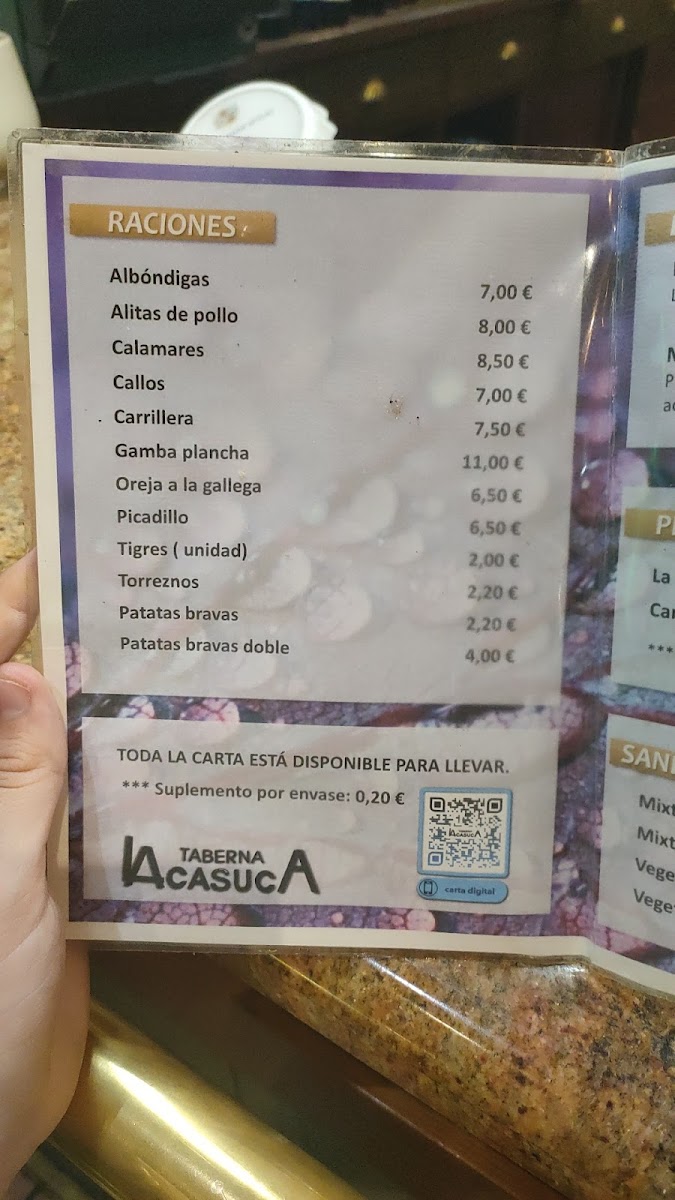 RACIONES
Albóndigas 7,00 €
Alitas de pollo 8,00 €
Calamares 8,50 €
Callos 7,00 €
Carrillera 7,50 €
Gamba plancha 11,00 €
Oreja a la gallega 6,50 €
Picadillo 6,50 €
Tigres ( unidad) 2,00 €
Torreznos 2,20 €
Patatas bravas 2,20 €
Patatas bravas doble 4,00 €
TODA LA CARTA ESTÁ DISPONIBLE PARA LLEVAR.
*** Suplemento por envase: 0,20 €
TABERNA
LA CASUCA
carta digital
La
***